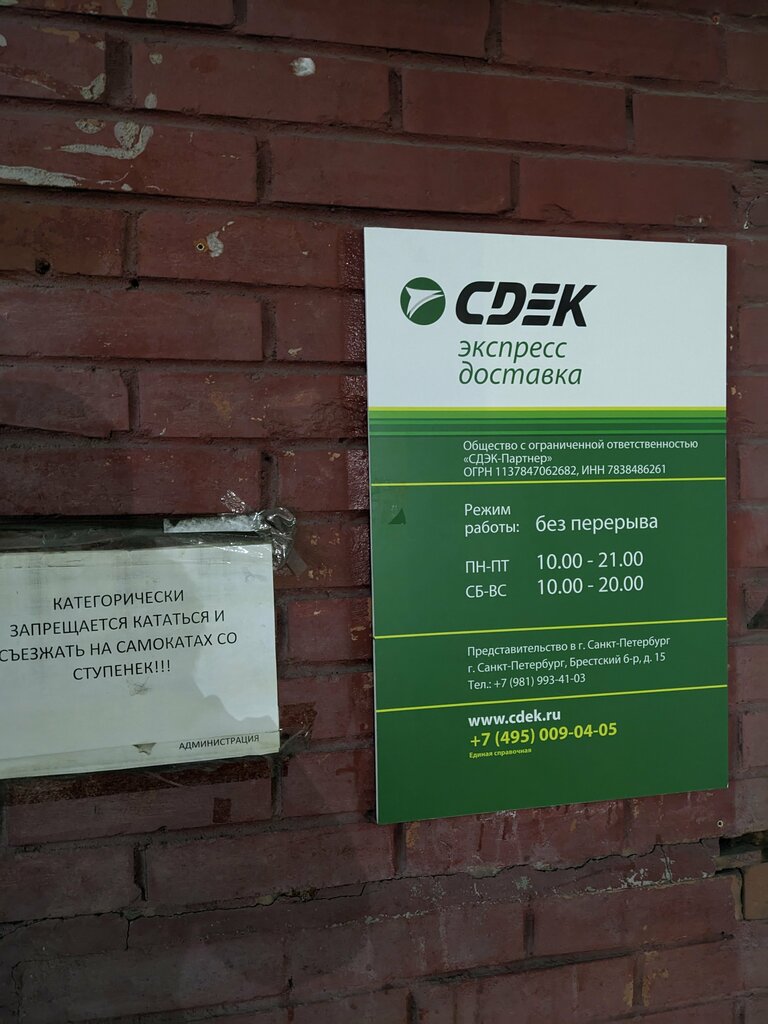 CDEK
экспресс
доставка
Общество с ограниченной ответственностью
«СДЭК-Партнер»
ОГРН 1137847062682, ИНН 7838486261
Режим
работы: без перерыва
ПН-ПТ 10.00 - 21.00
СБ-ВС 10.00 - 20.00
Представительство в г. Санкт-Петербург
г. Санкт-Петербург, Брестский б-р, д. 15
Тел.: +7 (981) 993-41-03
www.cdek.ru
+7 (495) 009-04-05
Единая справочная
КАТЕГОРИЧЕСКИ
ЗАПРЕЩАЕТСЯ КАТАТЬСЯ И
СЪЕЗЖАТЬ НА САМОКАТАХ СО
СТУПЕНЕК!!!
АДМИНИСТРАЦИЯ